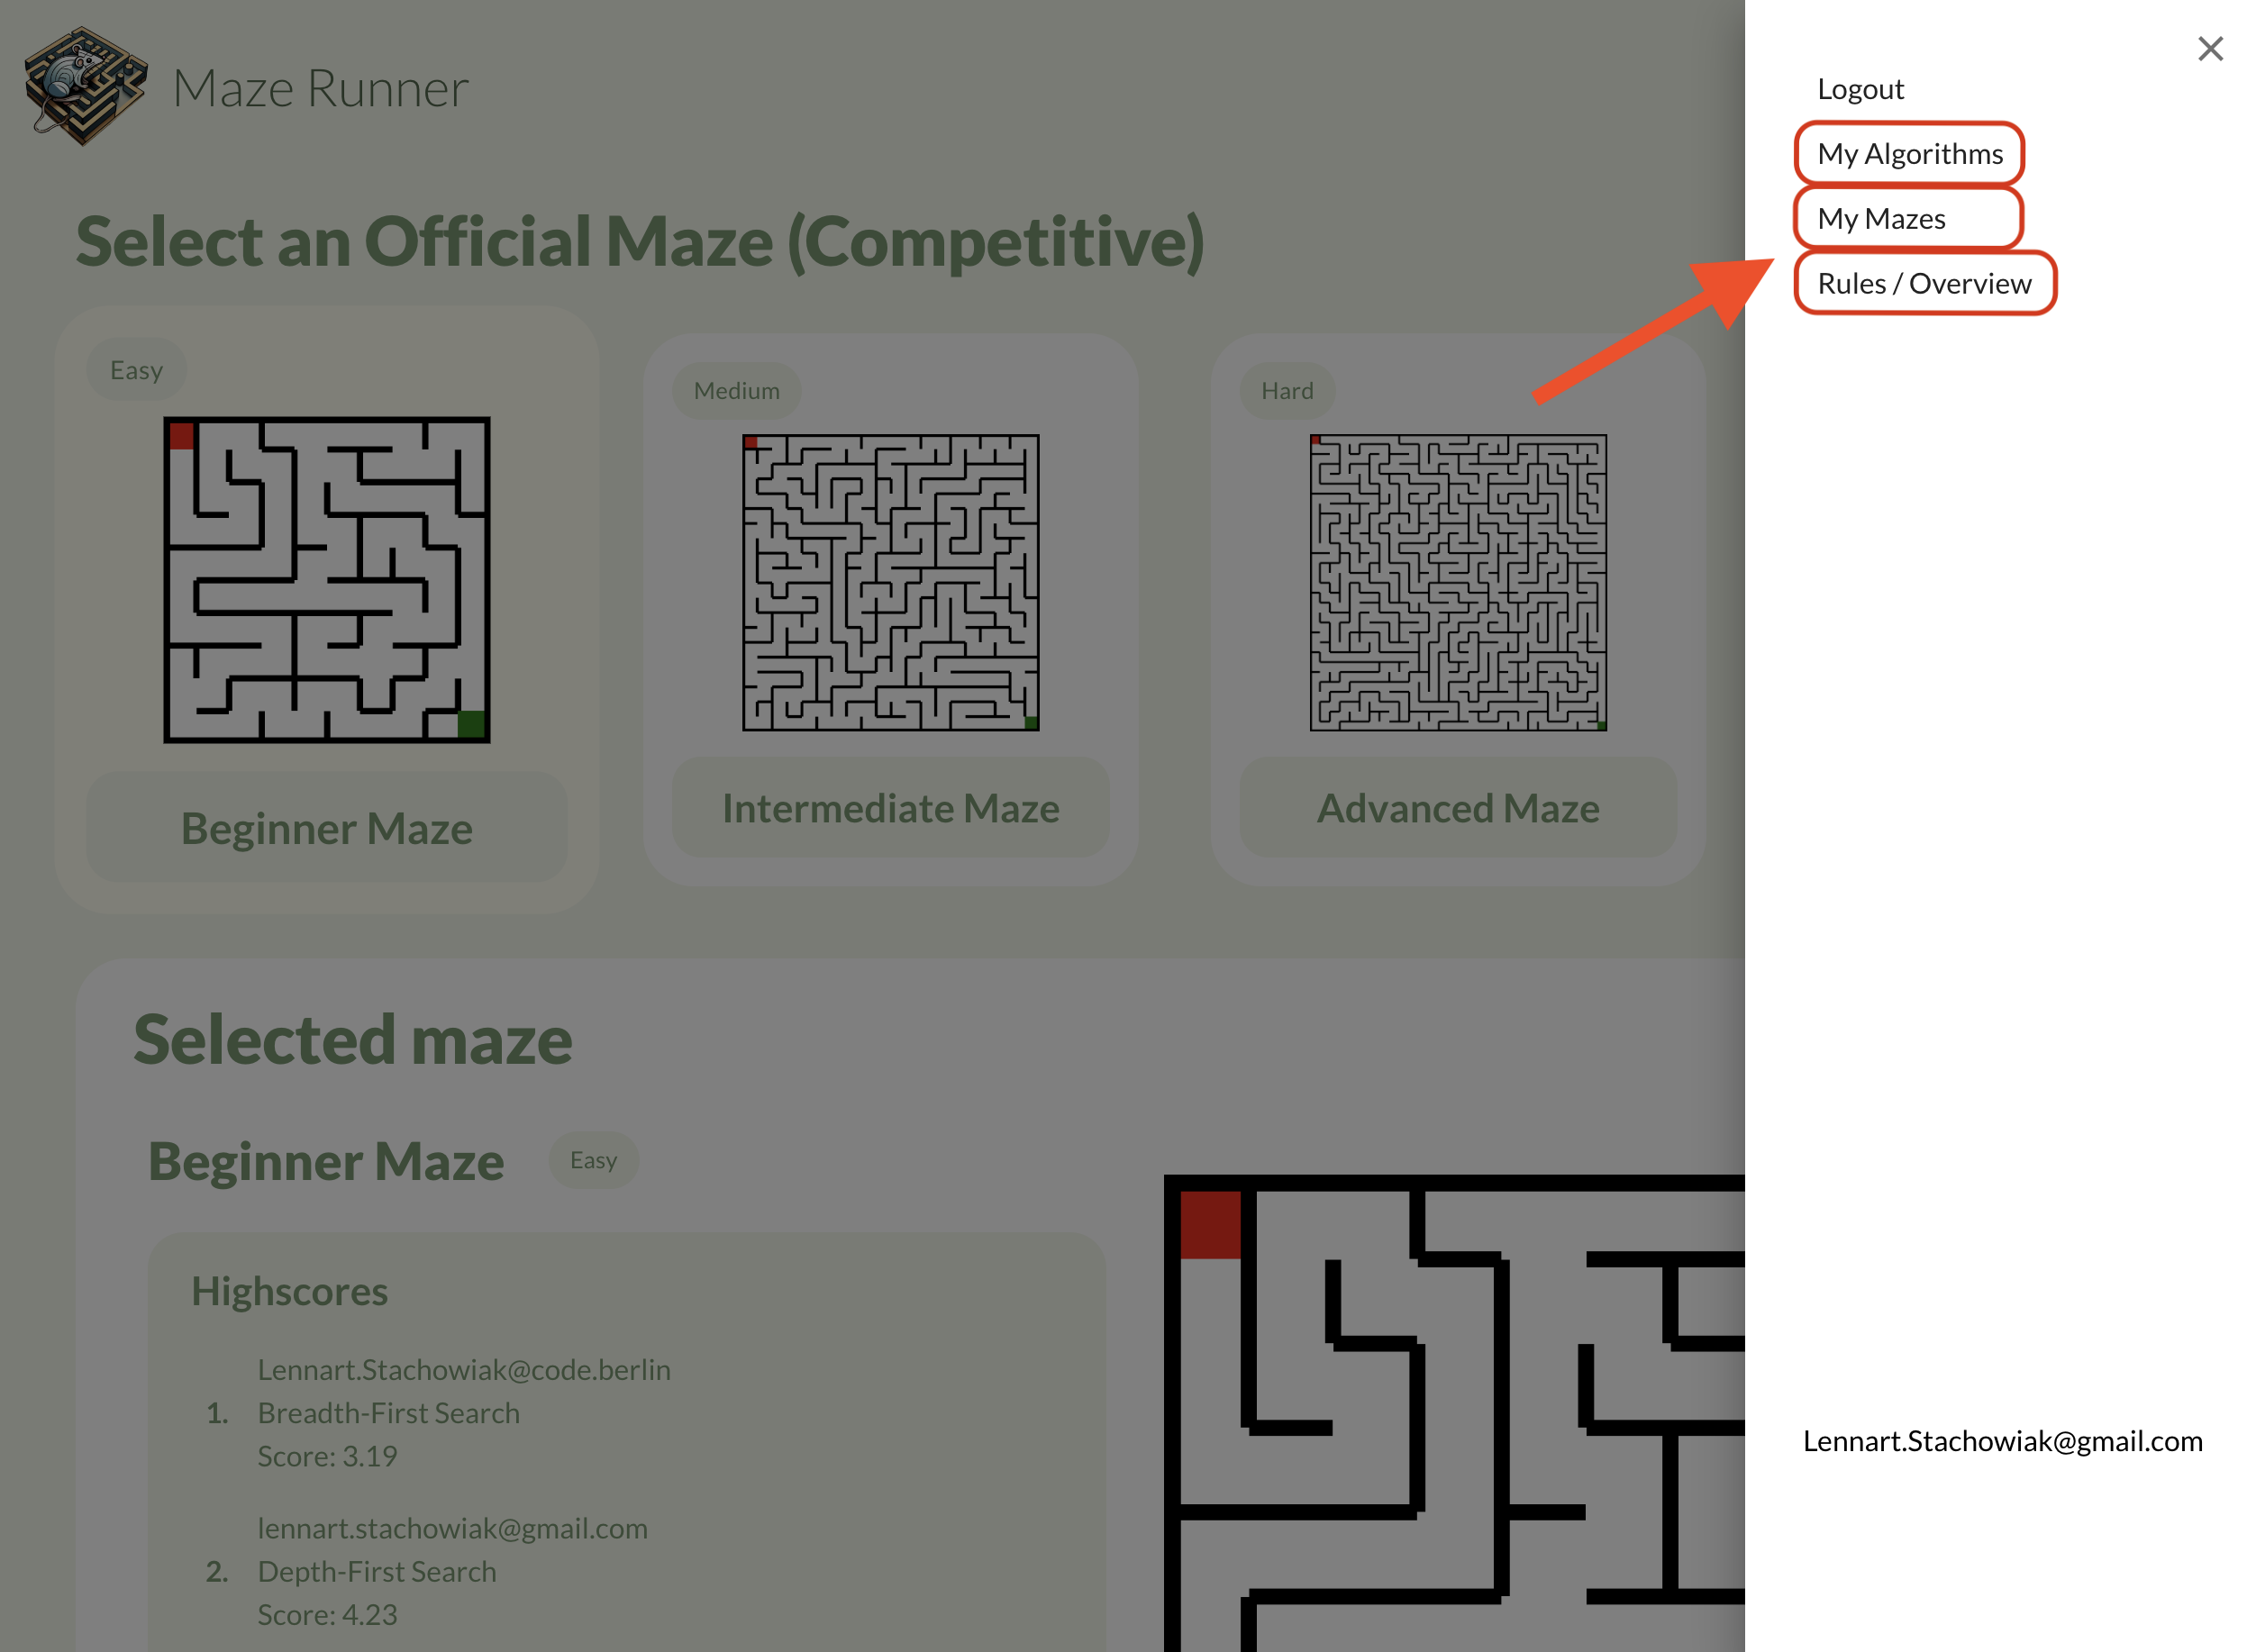 Maze Runner
Select an Official Maze (Competitive)
Easy
Medium
Hard
Beginner Maze
Intermediate Maze
Advanced Maze
Selected maze
Beginner Maze
Easy
Highscores
Lennart.Stachowiak@code.berlin
1.
Breadth-First Search
Score: 3.19
lennart.stachowiak@gmail.com
2.
Depth-First Search
Score: 4.23
Logout
My Algorithms
My Mazes
Rules / Overview
Lennart.Stachowiak@gmail.com